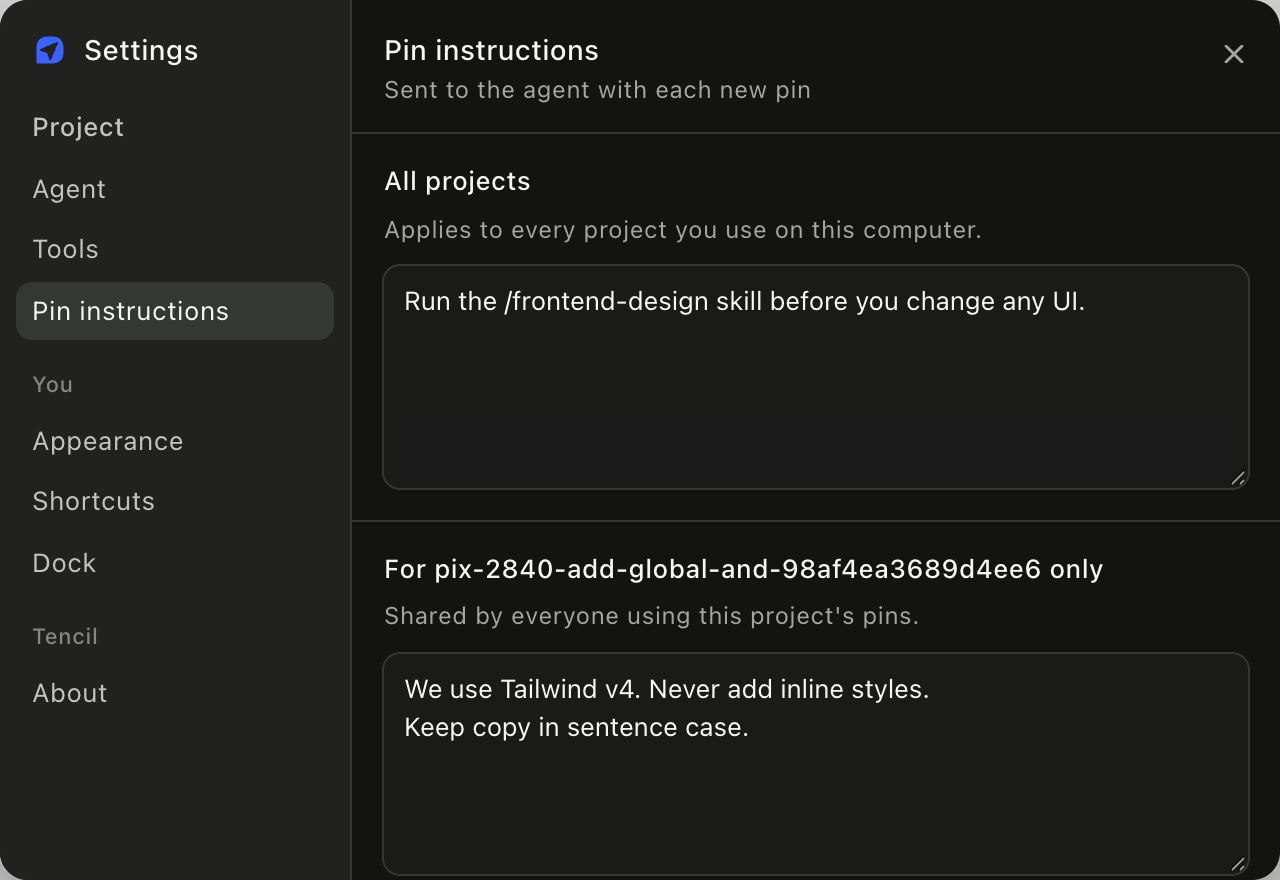 Settings
Project
Agent
Tools
Pin instructions
You
Appearance
Shortcuts
Dock
Tencil
About
Pin instructions
Sent to the agent with each new pin
All projects
Applies to every project you use on this computer.
Run the /frontend-design skill before you change any UI.
For pix-2840-add-global-and-98af4ea3689d4ee6 only
Shared by everyone using this project's pins.
We use Tailwind v4. Never add inline styles.
Keep copy in sentence case.